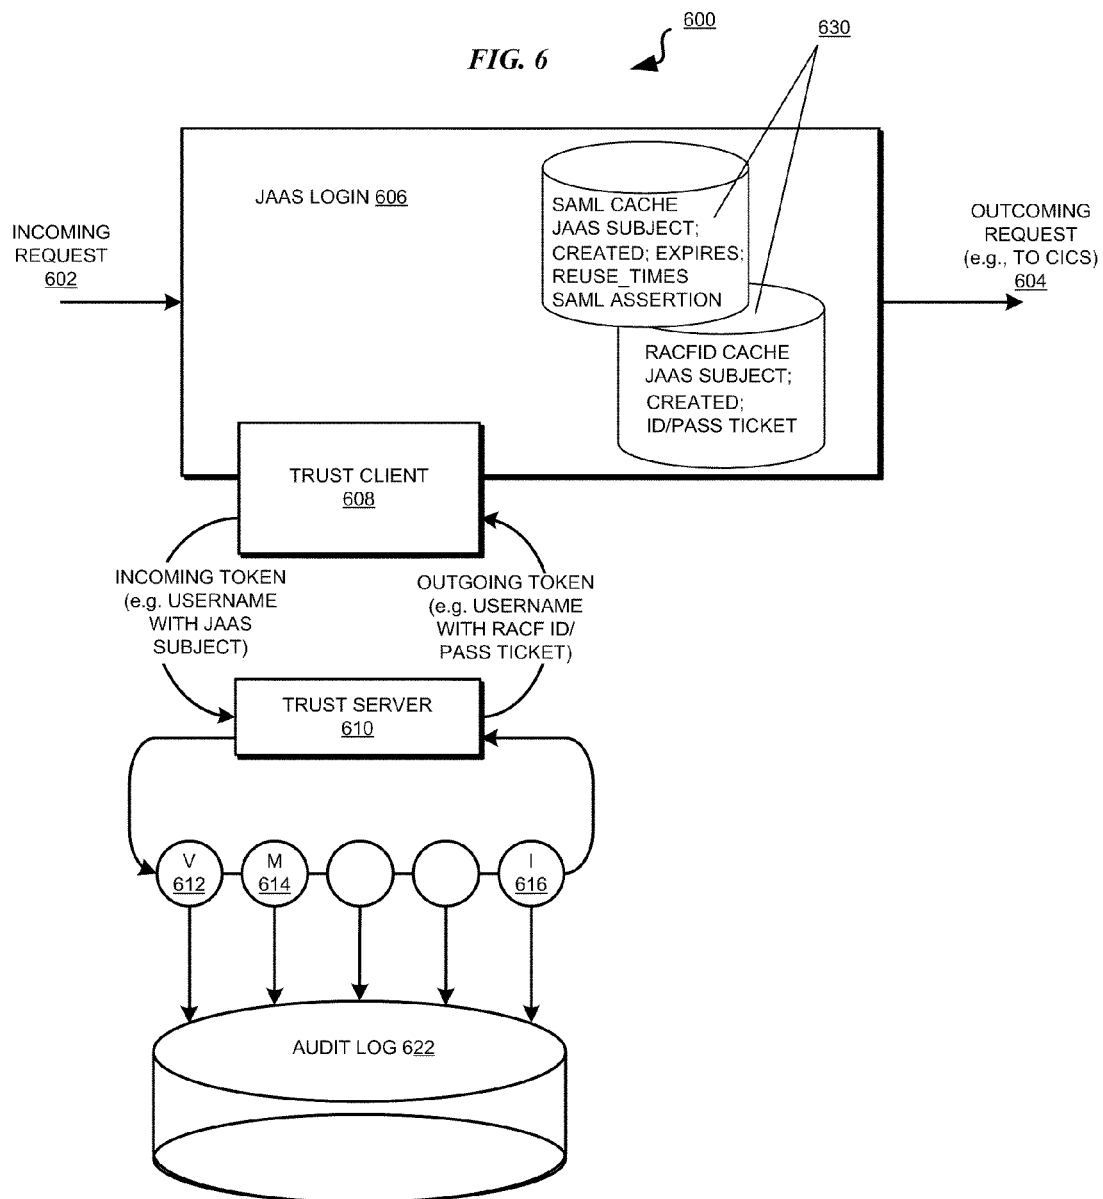 600
630
FIG. 6
JAAS LOGIN 606
SAML CACHE
JAAS SUBJECT;
CREATED; EXPIRES;
REUSE_TIMES
SAML ASSERTION
INCOMING
REQUEST
602
OUTCOMING
REQUEST
(e.g., TO CICS)
604
RACFID CACHE
JAAS SUBJECT;
CREATED;
ID/PASS TICKET
TRUST CLIENT
608
INCOMING TOKEN
(e.g. USERNAME
WITH JAAS
SUBJECT)
OUTGOING TOKEN
(e.g. USERNAME
WITH RACF ID/
PASS TICKET)
TRUST SERVER
610
V
612
M
614
I
616
AUDIT LOG 622